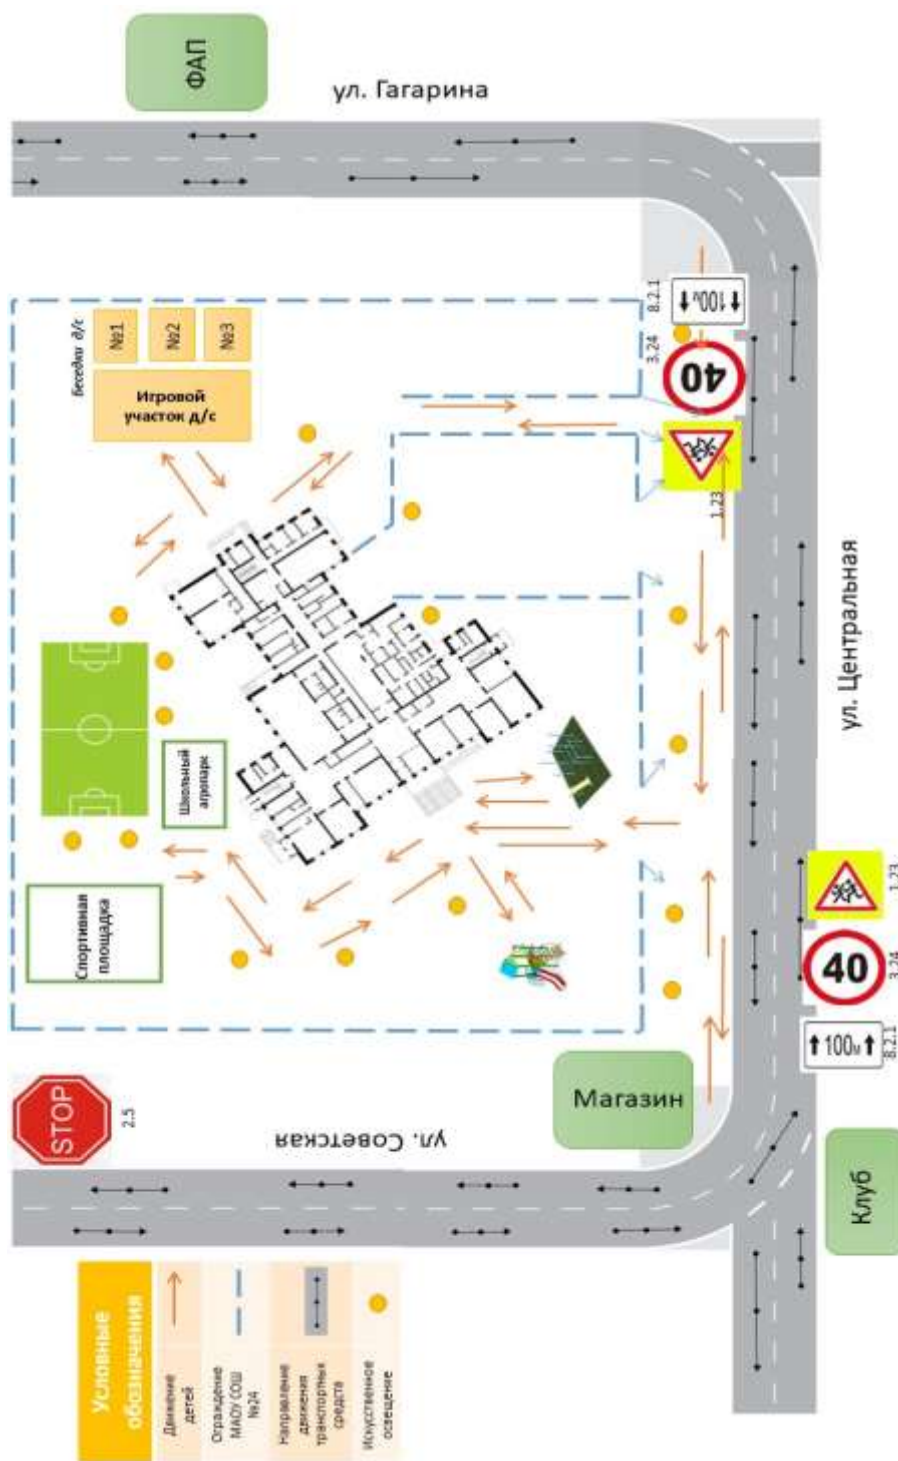 ФАП
ул. Гагарина
Беседки д/с
№1
№2
№3
Игровой
участок д/с
8.2.1
100м
3.24
40
1.23
Школьный
агропарк
Спортивная
площадка
ул. Центральная
1.23
40
3.24
100м
8.2.1
STOP
2.5
ул. Советская
Магазин
Клуб
Условные
обозначения
Движение
детей
Ограждение
МАОУ СОШ
№24
Направление
движения
транспортных
средств
Искусственное
освещение